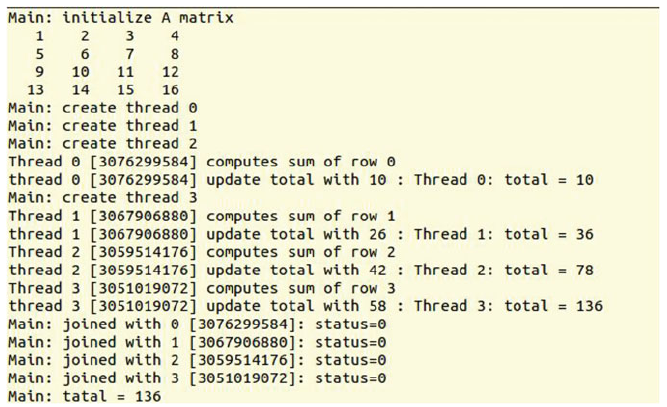 Main: initialize A matrix
1 2 3 4
5 6 7 8
9 10 11 12
13 14 15 16
Main: create thread 0
Main: create thread 1
Main: create thread 2
Thread 0 [3076299584] computes sum of row 0
thread 0 [3076299584] update total with 10 : Thread 0: total = 10
Main: create thread 3
Thread 1 [3067906880] computes sum of row 1
thread 1 [3067906880] update total with 26 : Thread 1: total = 36
Thread 2 [3059514176] computes sum of row 2
thread 2 [3059514176] update total with 42 : Thread 2: total = 78
Thread 3 [3051019072] computes sum of row 3
thread 3 [3051019072] update total with 58 : Thread 3: total = 136
Main: joined with 0 [3076299584]: status=0
Main: joined with 1 [3067906880]: status=0
Main: joined with 2 [3059514176]: status=0
Main: joined with 3 [3051019072]: status=0
Main: tatal = 136